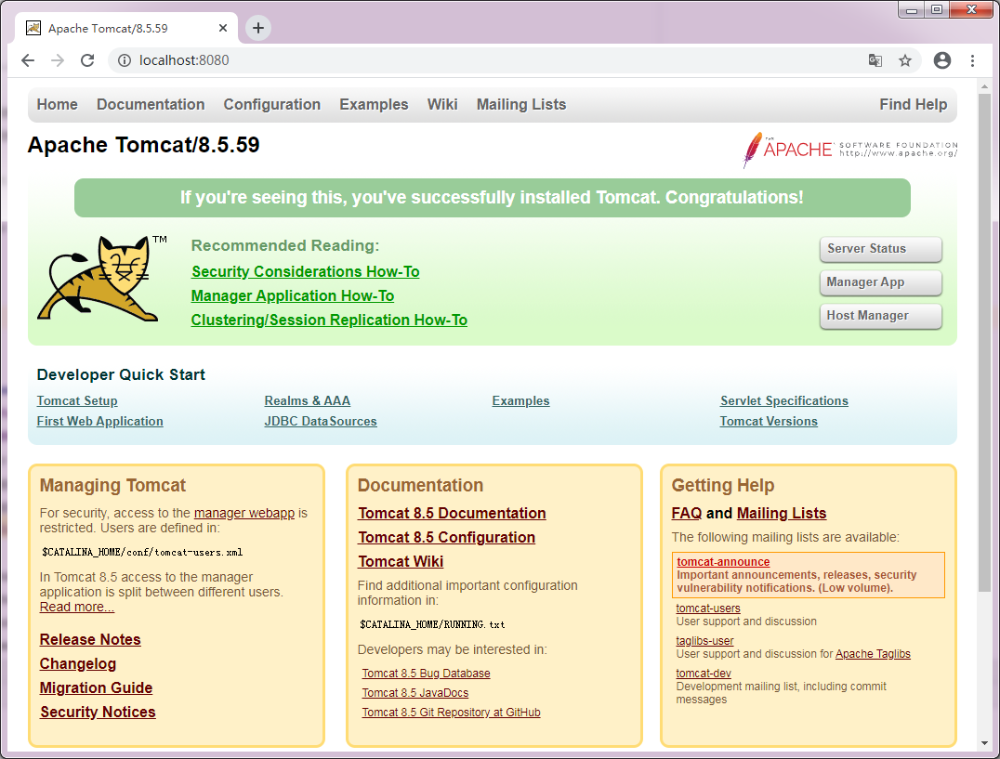 Apache Tomcat/8.5.59
localhost:8080
Home Documentation Configuration Examples Wiki Mailing Lists Find Help
Apache Tomcat/8.5.59
THE
APACHE SOFTWARE FOUNDATION
http://www.apache.org/
If you're seeing this, you've successfully installed Tomcat. Congratulations!
TM
Recommended Reading:
Security Considerations How-To
Manager Application How-To
Clustering/Session Replication How-To
Server Status
Manager App
Host Manager
Developer Quick Start
Tomcat Setup
First Web Application
Realms & AAA
JDBC DataSources
Examples
Servlet Specifications
Tomcat Versions
Managing Tomcat
For security, access to the manager webapp is
restricted. Users are defined in:
$CATALINA_HOME/conf/tomcat-users.xml
In Tomcat 8.5 access to the manager
application is split between different users.
Read more...
Release Notes
Changelog
Migration Guide
Security Notices
Documentation
Tomcat 8.5 Documentation
Tomcat 8.5 Configuration
Tomcat Wiki
Find additional important configuration
information in:
$CATALINA_HOME/RUNNING.txt
Developers may be interested in:
Tomcat 8.5 Bug Database
Tomcat 8.5 JavaDocs
Tomcat 8.5 Git Repository at GitHub
Getting Help
FAQ and Mailing Lists
The following mailing lists are available:
tomcat-announce
Important announcements, releases, security
vulnerability notifications. (Low volume).
tomcat-users
User support and discussion
taglibs-user
User support and discussion for Apache Taglibs
tomcat-dev
Development mailing list, including commit
messages